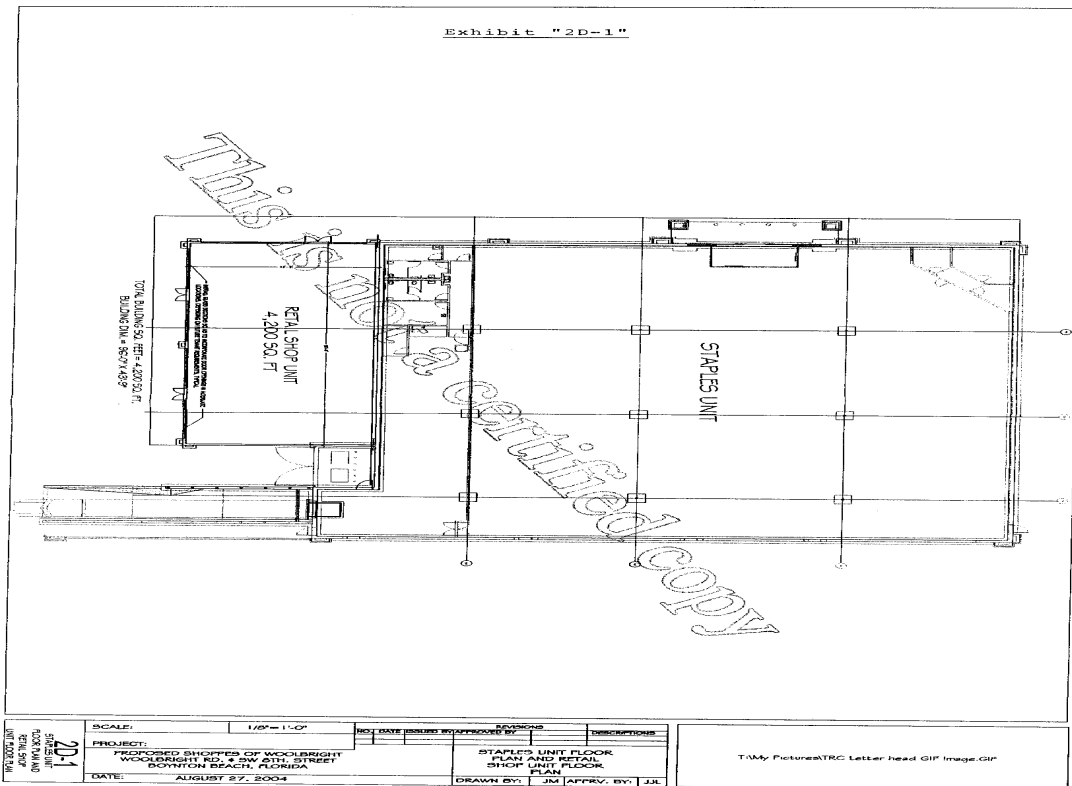 Exhibit "2D-1"
This is not a certified copy
RETAIL SHOP UNIT
4,200 SQ. FT
STAPLES UNIT
TOTAL BUILDING SQ. FEET = 4,200 SQ. FT.
BUILDING DIM. =
2D-1
STAPLES UNIT
FLOOR PLAN AND
RETAIL SHOP
UNIT FLOOR PLAN
SCALE: 1/8"=1'-0"
PROJECT:
PROPOSED SHOPPES OF WOOLBRIGHT
WOOLBRIGHT RD. & SW 8TH. STREET
BOYNTON BEACH, FLORIDA
DATE: AUGUST 27, 2004
REVISIONS
NO. DATE ISSUED BY APPROVED BY DESCRIPTIONS
STAPLES UNIT FLOOR
PLAN AND RETAIL
SHOP UNIT FLOOR
PLAN
DRAWN BY: JM APPRV. BY: JJL
T:\My Pictures\TRC Letter head GIF Image.GIF